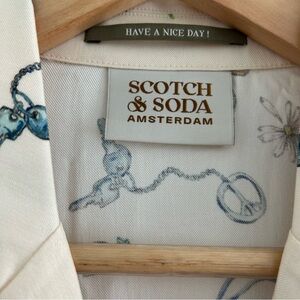 HAVE A NICE DAY!
SCOTCH
& SODA
AMSTERDAM